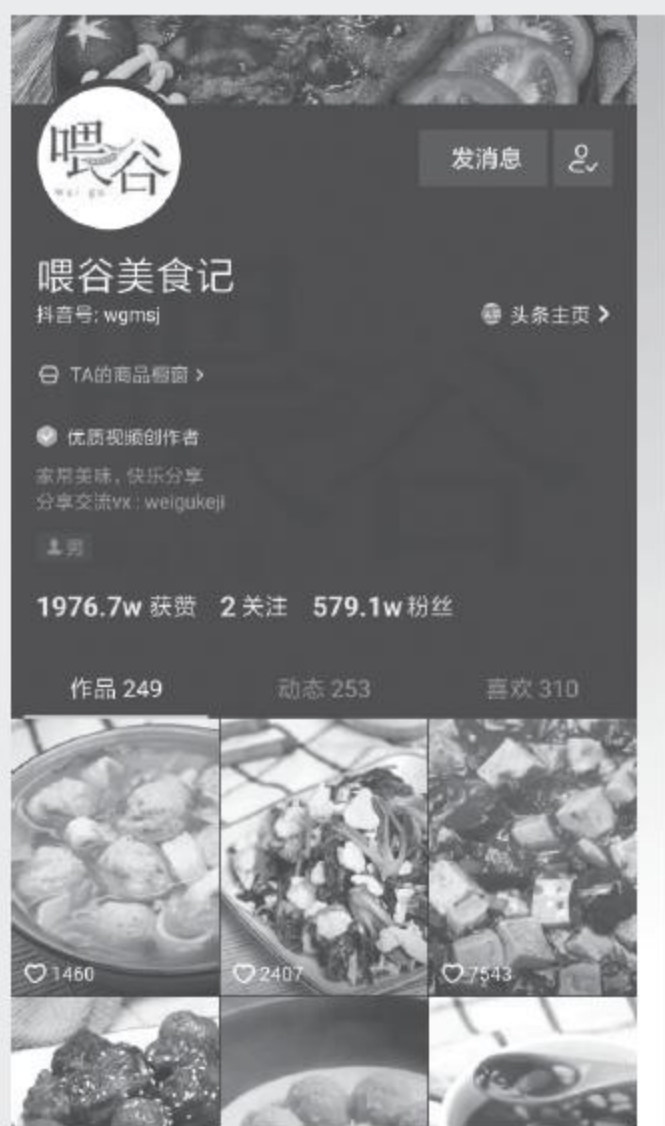 喂谷
wei gu
发消息
喂谷美食记
抖音号: wgmsj
头条主页 >
TA的商品橱窗 >
优质视频创作者
家常美味，快乐分享
分享交流vx : weigukeji
男
1976.7w 获赞 2 关注 579.1w 粉丝
作品 249 动态 253 喜欢 310
1460 2407 7543